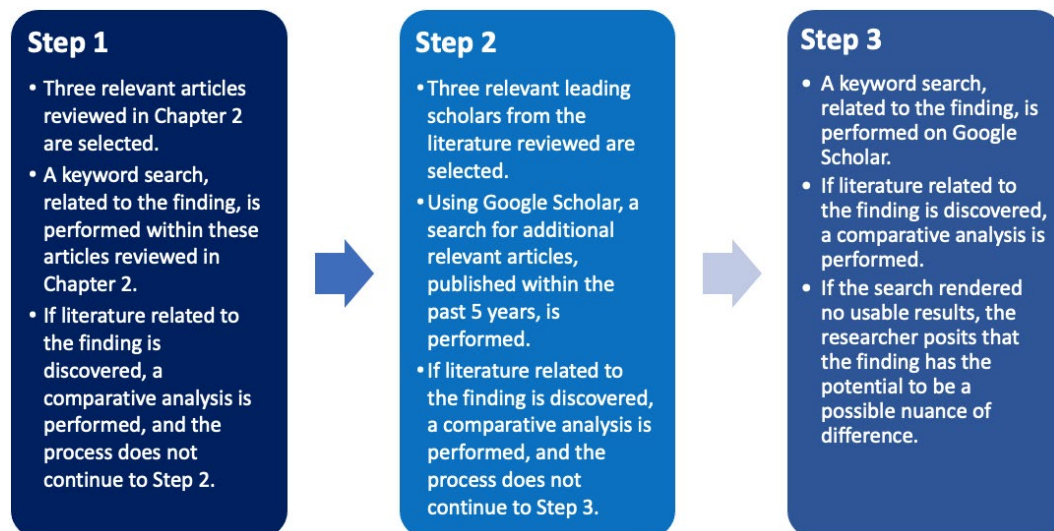 Step 1
• Three relevant articles
reviewed in Chapter 2
are selected.
• A keyword search,
related to the finding, is
performed within these
articles reviewed in
Chapter 2.
• If literature related to
the finding is
discovered, a
comparative analysis is
performed, and the
process does not
continue to Step 2.
Step 2
• Three relevant leading
scholars from the
literature reviewed are
selected.
• Using Google Scholar, a
search for additional
relevant articles,
published within the
past 5 years, is
performed.
• If literature related to
the finding is discovered,
a comparative analysis is
performed, and the
process does not
continue to Step 3.
Step 3
• A keyword search,
related to the finding, is
performed on Google
Scholar.
• If literature related to
the finding is discovered,
a comparative analysis is
performed.
• If the search rendered
no usable results, the
researcher posits that
the finding has the
potential to be a
possible nuance of
difference.